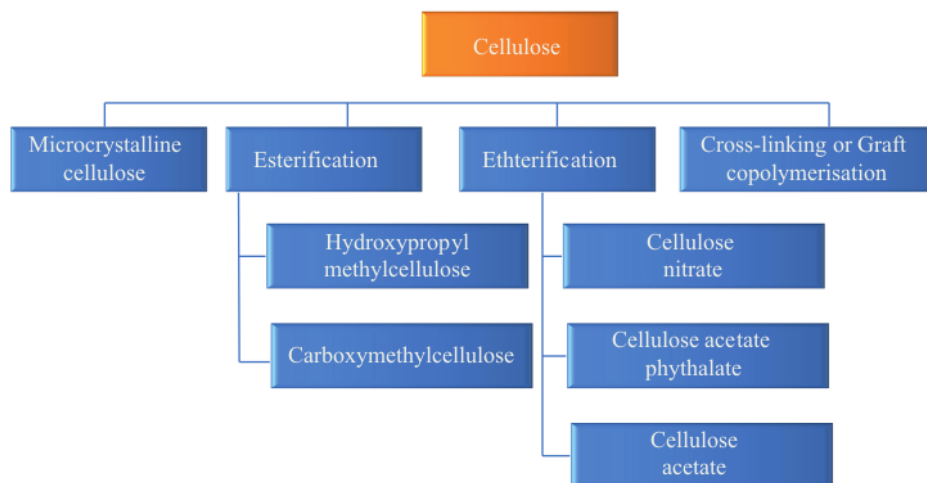 Cellulose
Microcrystalline
cellulose
Esterification
Ethterification
Cross-linking or Graft
copolymerisation
Hydroxypropyl
methylcellulose
Carboxymethylcellulose
Cellulose
nitrate
Cellulose acetate
phythalate
Cellulose
acetate